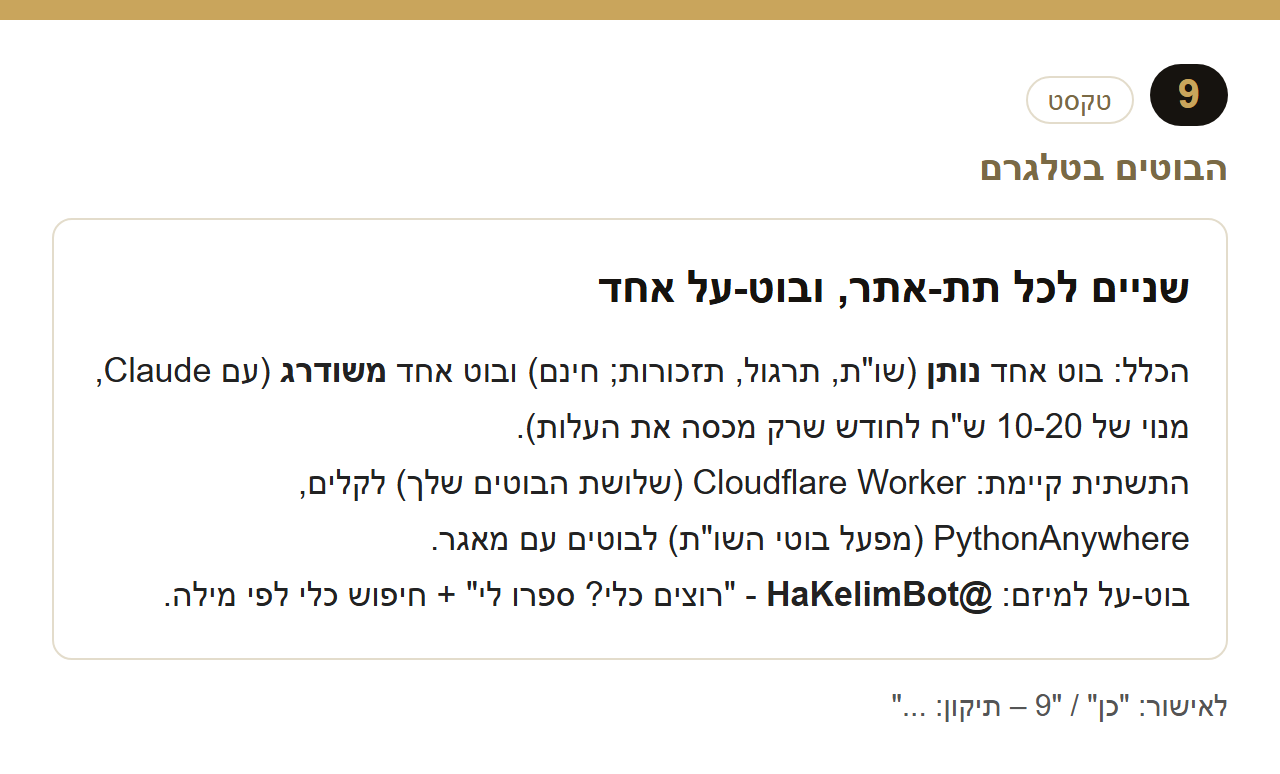 9
טקסט
הבוטים בטלגרם
שניים לכל תת-אתר, ובוט-על אחד
הכלל: בוט אחד נותן (שו"ת, תרגול, תזכורות; חינם) ובוט אחד משודרג (עם Claude,
מנוי של 10-20 ש"ח לחודש שרק מכסה את העלות).
התשתית קיימת: Cloudflare Worker (שלושת הבוטים שלך) לקלים,
PythonAnywhere (מפעל בוטי השו"ת) לבוטים עם מאגר.
בוט-על למיזם: @HaKelimBot - "רוצים כלי? ספרו לי" + חיפוש כלי לפי מילה.
לאישור: "כן" / "9 – תיקון: ..."